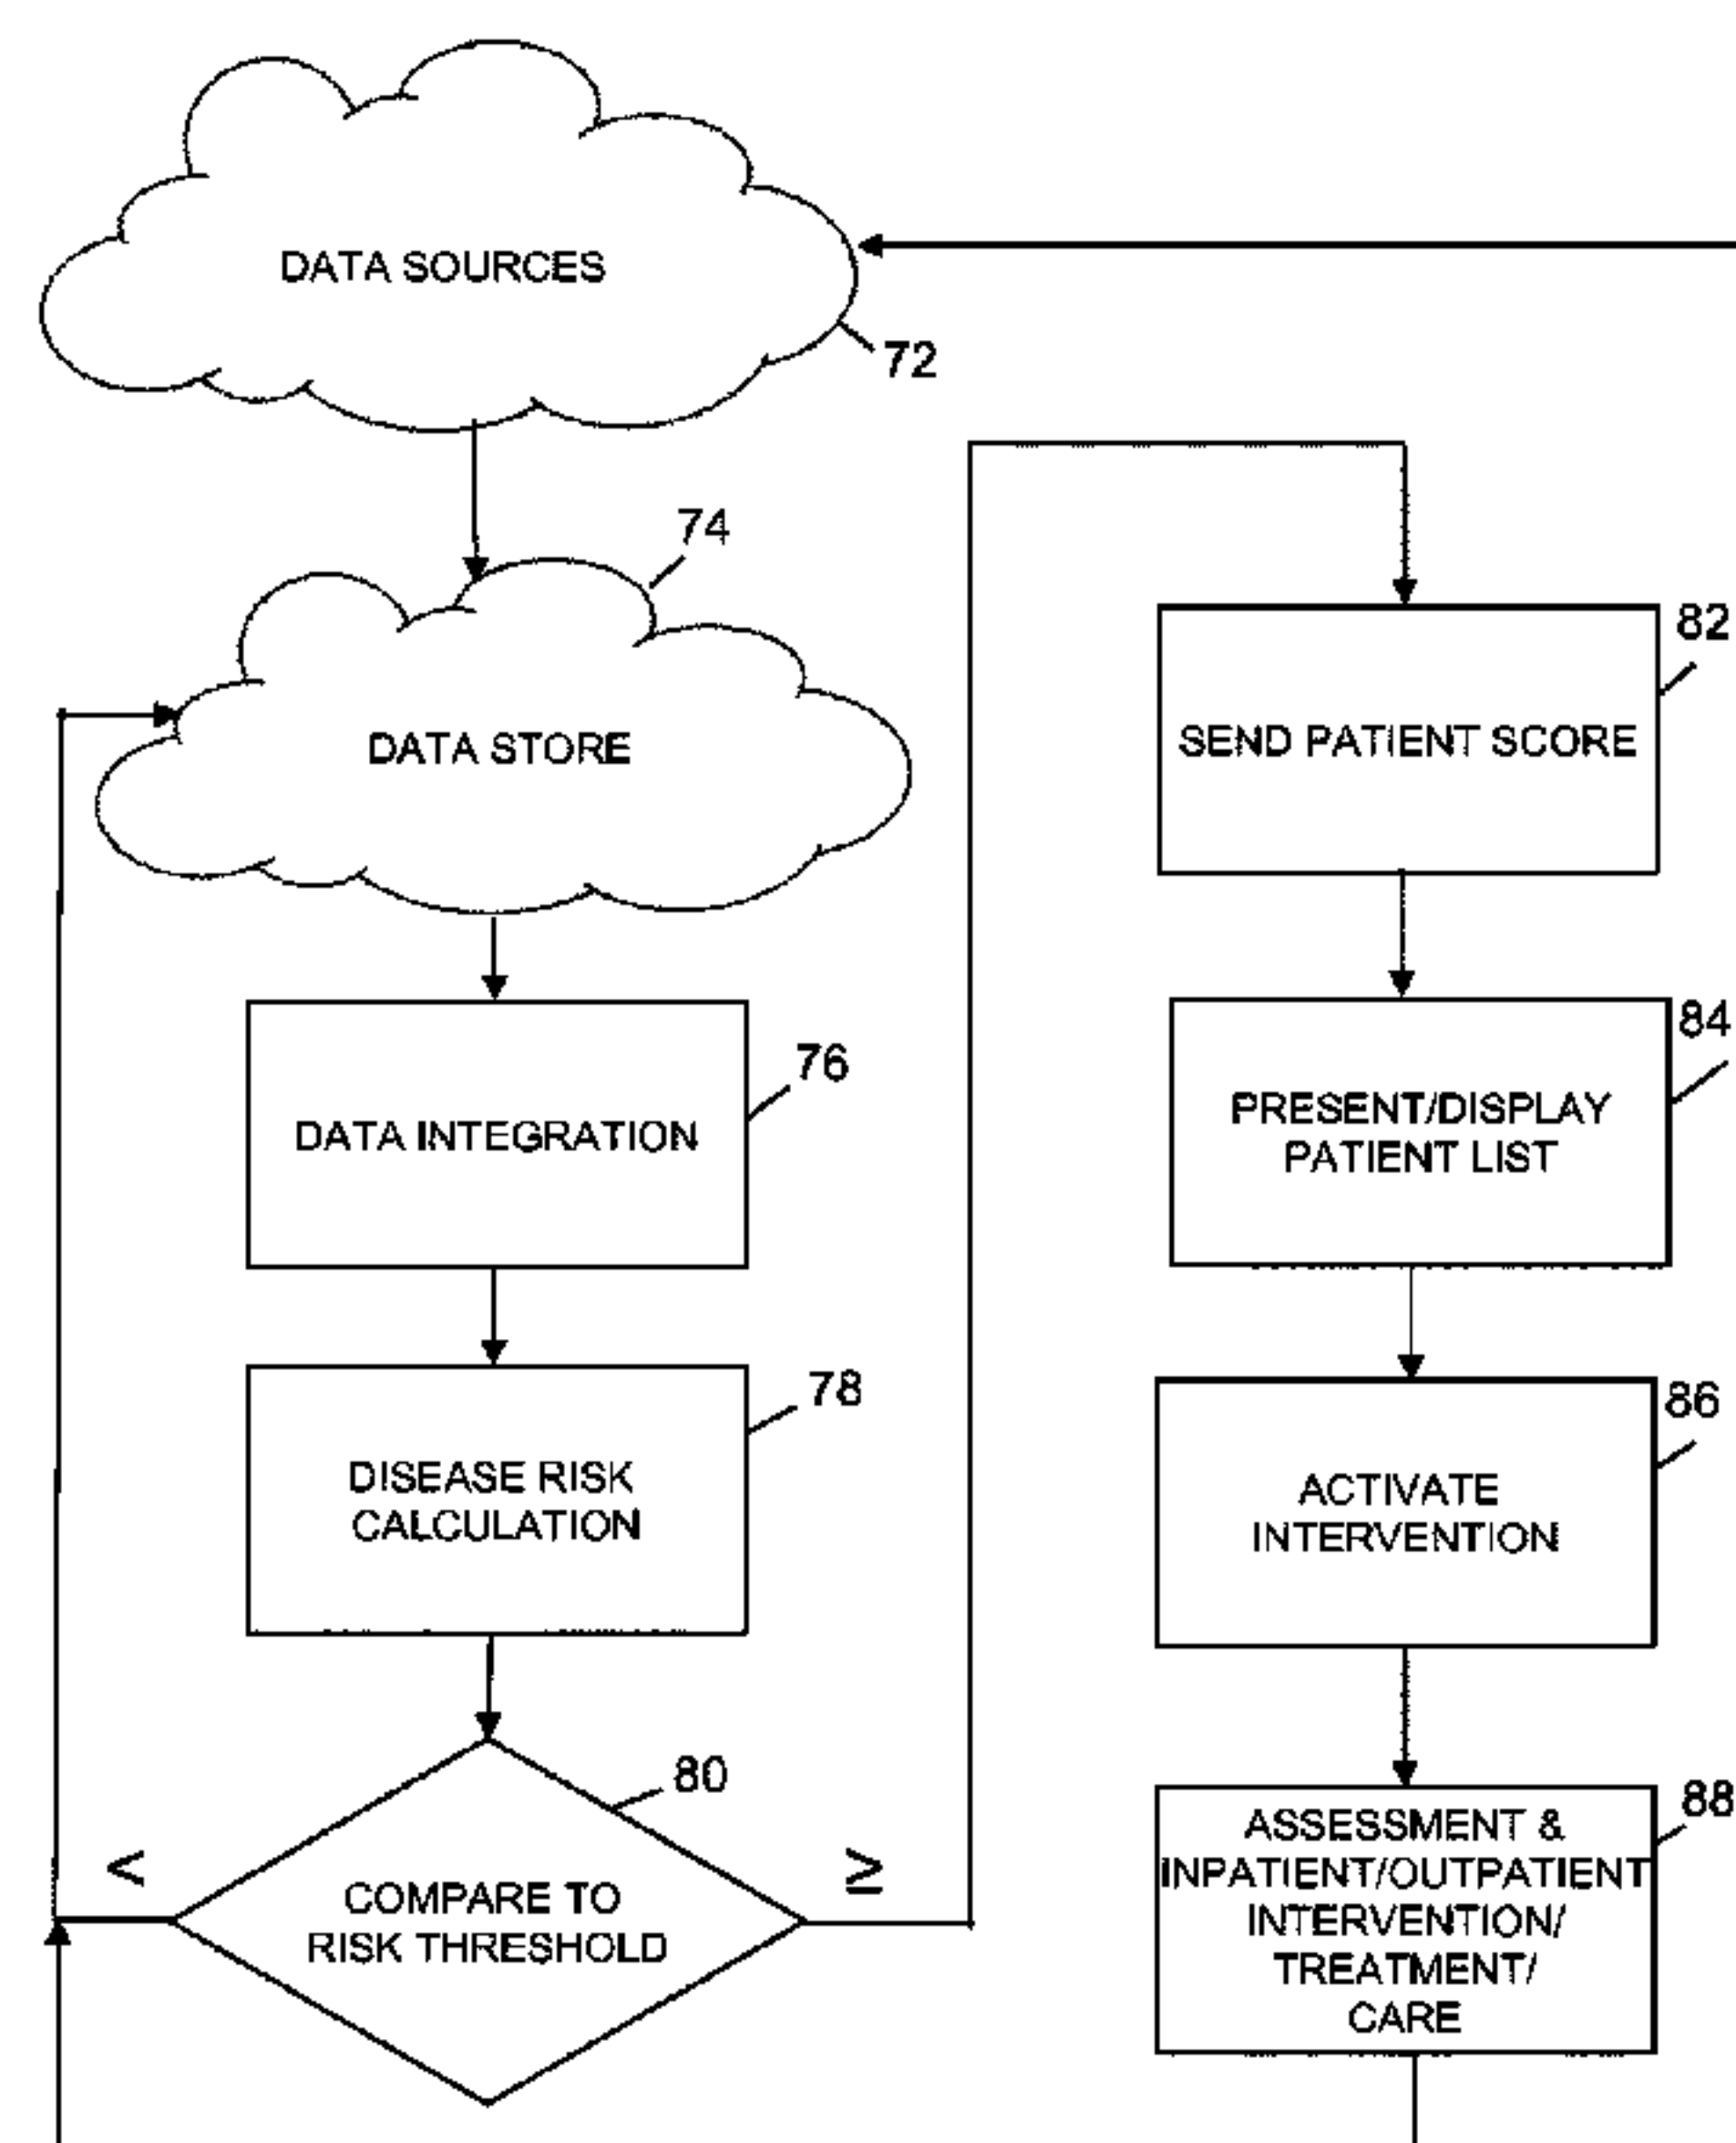 DATA SOURCES
72
74
DATA STORE
76
DATA INTEGRATION
78
DISEASE RISK
CALCULATION
80
<
COMPARE TO
RISK THRESHOLD
≥
82
SEND PATIENT SCORE
84
PRESENT/DISPLAY
PATIENT LIST
86
ACTIVATE
INTERVENTION
88
ASSESSMENT &
INPATIENT/OUTPATIENT
INTERVENTION/
TREATMENT/
CARE